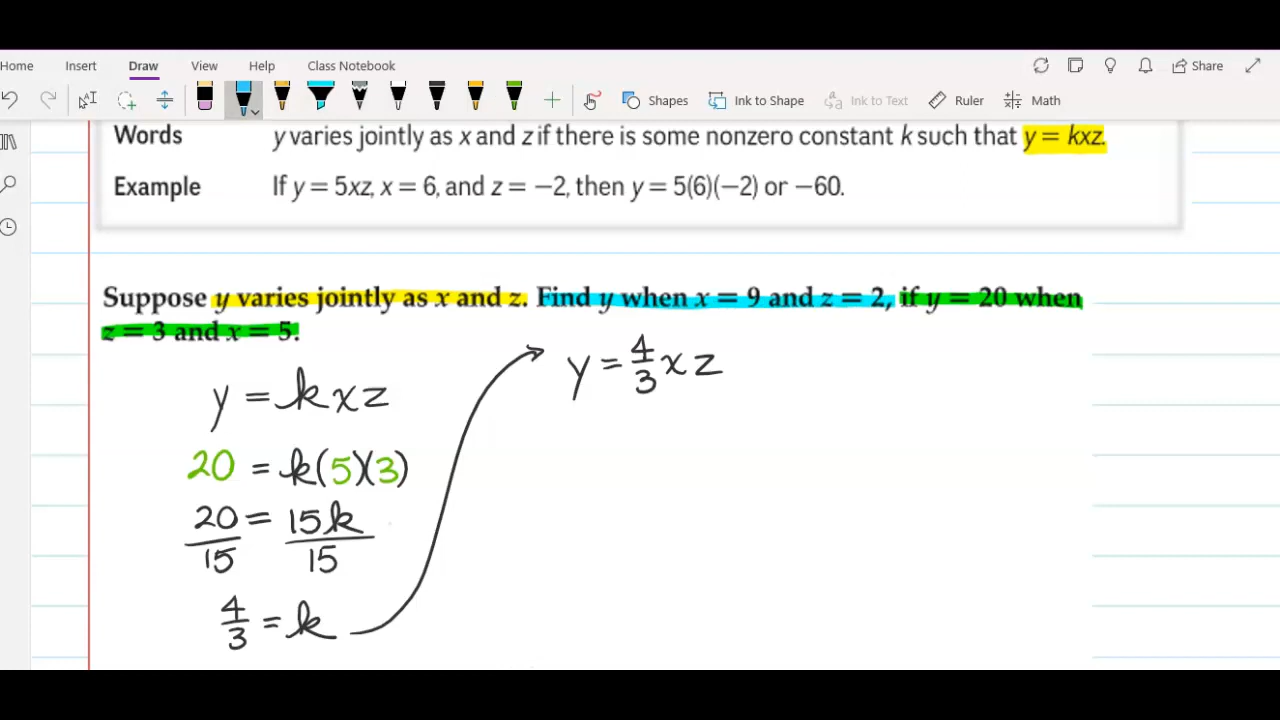 Home Insert Draw View Help Class Notebook Share
Shapes Ink to Shape Ink to Text Ruler Math
Words y varies jointly as x and z if there is some nonzero constant k such that y = kxz.
Example If y = 5xz, x = 6, and z = −2, then y = 5(6)(−2) or −60.
Suppose y varies jointly as x and z. Find y when x = 9 and z = 2, if y = 20 when
z = 3 and x = 5.
y = kxz
20 = k(5)(3)
20/15 = 15k/15
4/3 = k
y = 4/3 xz